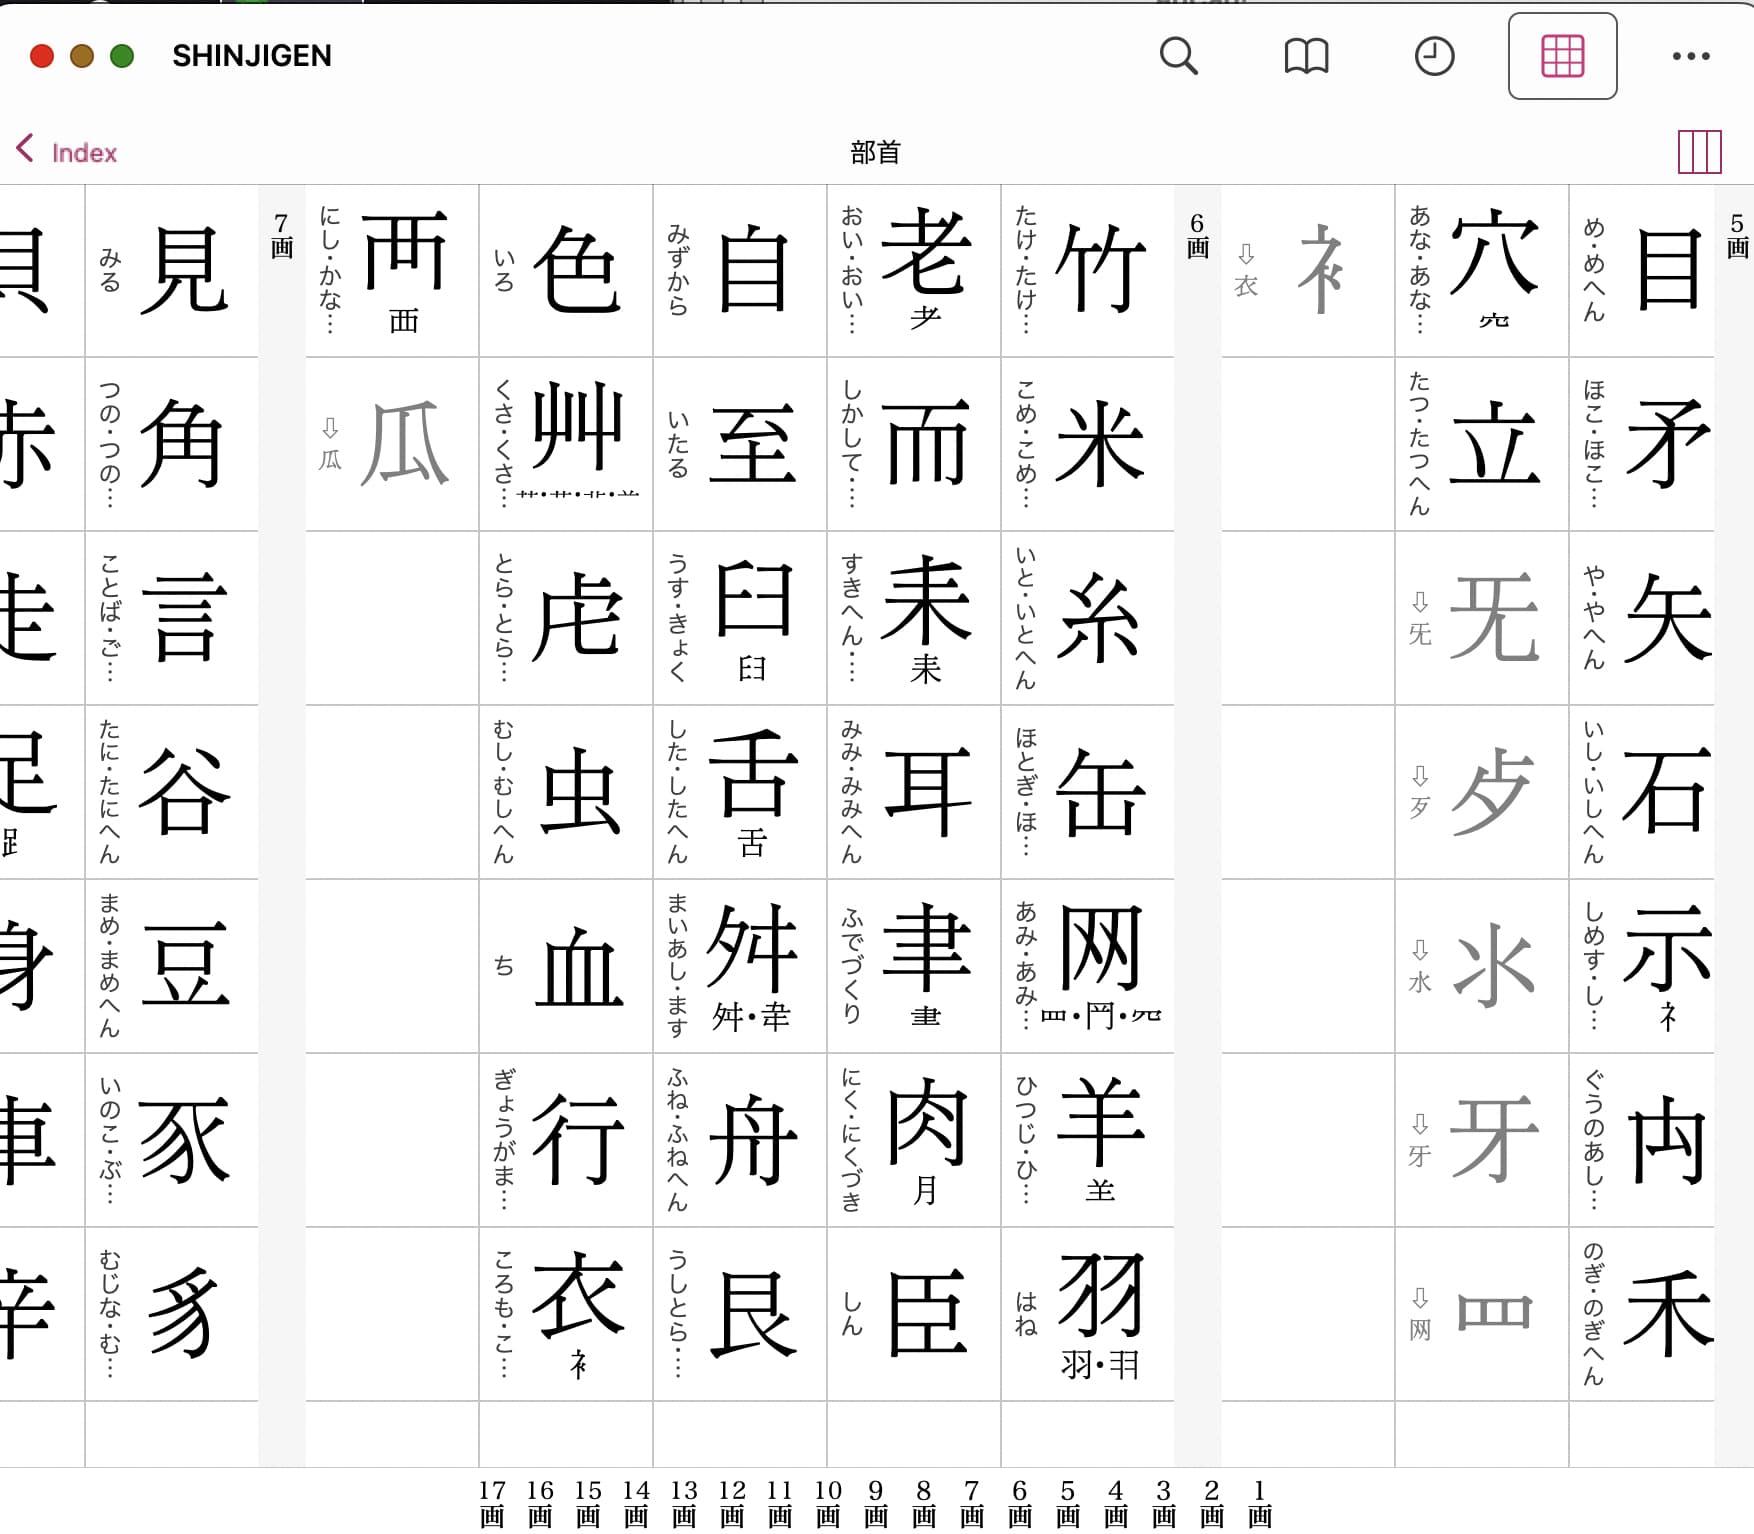 SHINJIGEN
Index
部首
5画
目 め・めへん
矛 ほこ・ほこ…
矢 や・やへん
石 いし・いしへん
示 しめす・し… 礻
禸 ぐうのあし…
禾 のぎ・のぎへん
穴 あな・あな…
立 たつ・たつへん
旡 ⇩旡
歺 ⇩歹
氺 ⇩水
牙 ⇩牙
罒 ⇩网
衤 ⇩衣
6画
竹 たけ・たけ…
米 こめ・こめ…
糸 いと・いとへん
缶 ほとぎ・ほ…
网 あみ・あみ… 罒・𦉪・㓁
羊 ひつじ・ひ… ⺷
羽 はね 羽・羽
老 おい・おい… 耂
而 しかして・…
耒 すきへん・… 耒
耳 みみ・みみへん
聿 ふでづくり
肉 にく・にくづき 月
臣 しん
自 みずから
至 いたる
臼 うす・きょく 臼
舌 した・したへん 舌
舛 まいあし・ます 舛・㐄
舟 ふね・ふねへん
艮 うしとら・…
色 いろ
艸 くさ・くさ…
虍 とら・とら…
虫 むし・むしへん
血 ち
行 ぎょうがま…
衣 ころも・こ… 衤
襾 にし・かな… 西
瓜 ⇩瓜
7画
見 みる
角 つの・つの…
言 ことば・ご…
谷 たに・たにへん
豆 まめ・まめへん
豕 いのこ・ぶ…
豸 むじな・む…
貝
赤
走
足
身
車
辛
17画 16画 15画 14画 13画 12画 11画 10画 9画 8画 7画 6画 5画 4画 3画 2画 1画